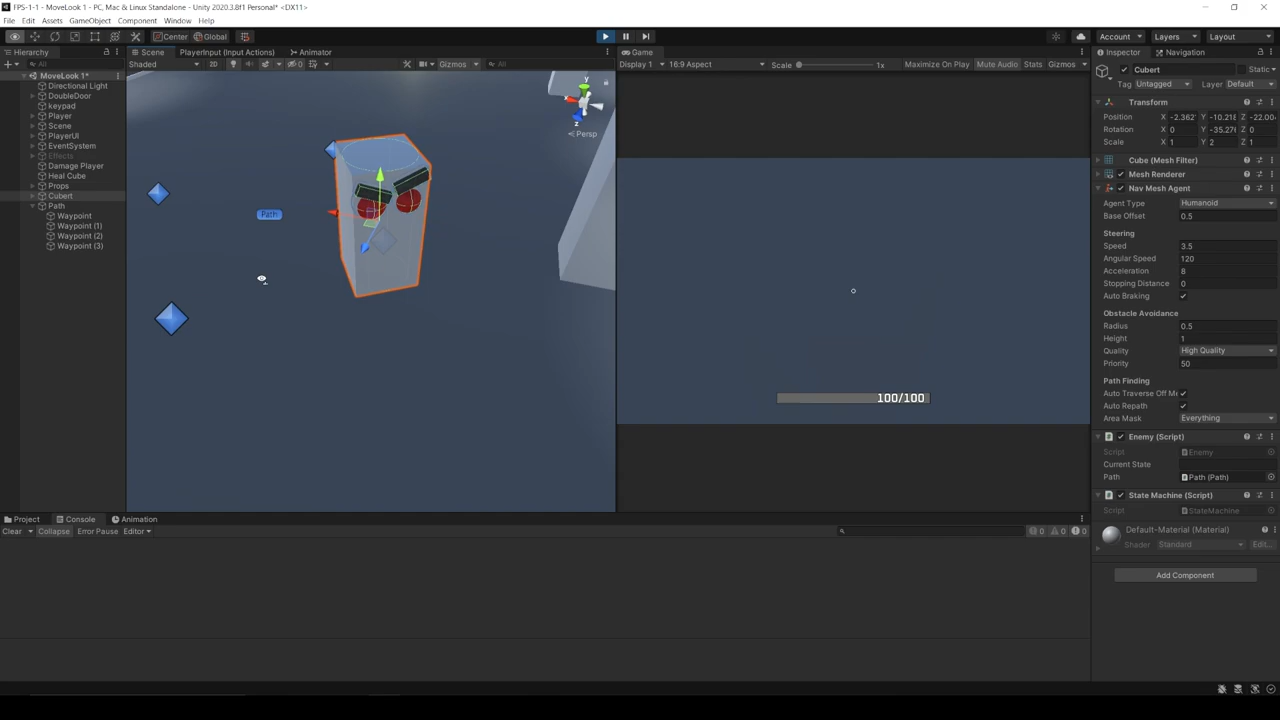 FPS-1-1 - MoveLook 1 - PC, Mac & Linux Standalone - Unity 2020.3.8f1 Personal* <DX11>
File Edit Assets GameObject Component Window Help
Center Global Account Layers Layout
Hierarchy Scene PlayerInput (Input Actions) Animator Game Inspector Navigation
All Shaded 2D 0 Gizmos All Display 1 16:9 Aspect Scale 1x Maximize On Play Mute Audio Stats Gizmos Cubert Static
MoveLook 1*
Directional Light
DoubleDoor
keypad
Player
Scene
PlayerUI
EventSystem
Effects
Damage Player
Heal Cube
Props
Cubert
Path
Waypoint
Waypoint (1)
Waypoint (2)
Waypoint (3)
y
x
z
Persp
Path
100/100
Tag Untagged Layer Default
Transform
Position X -2.362 Y -10.218 Z -22.00
Rotation X 0 Y -35.27 Z 0
Scale X 1 Y 2 Z 1
Cube (Mesh Filter)
Mesh Renderer
Nav Mesh Agent
Agent Type Humanoid
Base Offset 0.5
Steering
Speed 3.5
Angular Speed 120
Acceleration 8
Stopping Distance 0
Auto Braking
Obstacle Avoidance
Radius 0.5
Height 1
Quality High Quality
Priority 50
Path Finding
Auto Traverse Off M
Auto Repath
Area Mask Everything
Enemy (Script)
Script Enemy
Current State
Path Path (Path)
State Machine (Script)
Script StateMachine
Default-Material (Material)
Shader Standard Edit...
Add Component
Project Console Animation
Clear Collapse Error Pause Editor 0 0 0